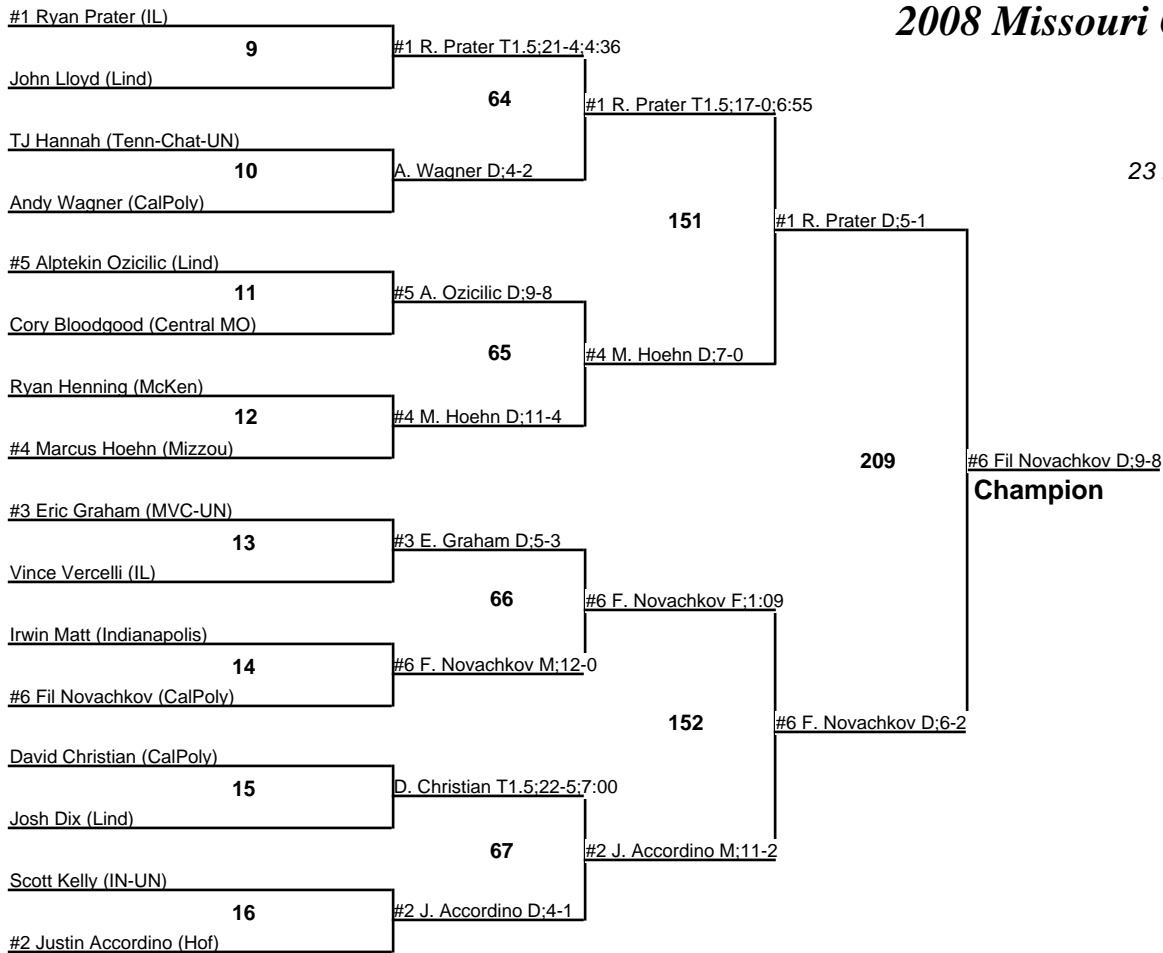 2008 Missouri
23
#1 Ryan Prater (IL)
9
John Lloyd (Lind)
#1 R. Prater T1.5;21-4;4:36
64
#1 R. Prater T1.5;17-0;6:55
TJ Hannah (Tenn-Chat-UN)
10
Andy Wagner (CalPoly)
A. Wagner D;4-2
151
#1 R. Prater D;5-1
#5 Alptekin Ozicilic (Lind)
11
Cory Bloodgood (Central MO)
#5 A. Ozicilic D;9-8
65
#4 M. Hoehn D;7-0
Ryan Henning (McKen)
12
#4 Marcus Hoehn (Mizzou)
#4 M. Hoehn D;11-4
209
#6 Fil Novachkov D;9-8
Champion
#3 Eric Graham (MVC-UN)
13
Vince Vercelli (IL)
#3 E. Graham D;5-3
66
#6 F. Novachkov F;1:09
Irwin Matt (Indianapolis)
14
#6 Fil Novachkov (CalPoly)
#6 F. Novachkov M;12-0
152
#6 F. Novachkov D;6-2
David Christian (CalPoly)
15
Josh Dix (Lind)
D. Christian T1.5;22-5;7:00
67
#2 J. Accordino M;11-2
Scott Kelly (IN-UN)
16
#2 Justin Accordino (Hof)
#2 J. Accordino D;4-1